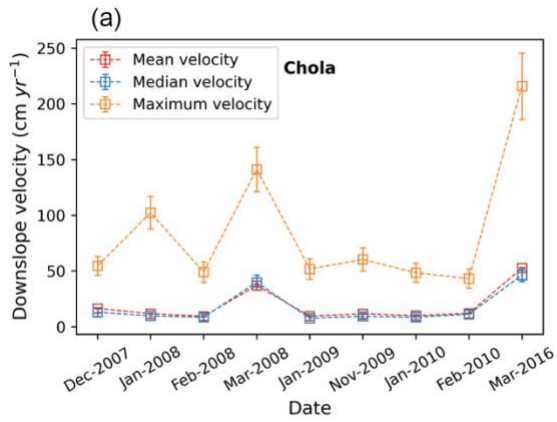 (a)
250
200
150
100
50
0
Downslope velocity (cm yr⁻¹)
Mean velocity
Median velocity
Maximum velocity
Chola
Dec-2007
Jan-2008
Feb-2008
Mar-2008
Jan-2009
Nov-2009
Jan-2010
Feb-2010
Mar-2016
Date